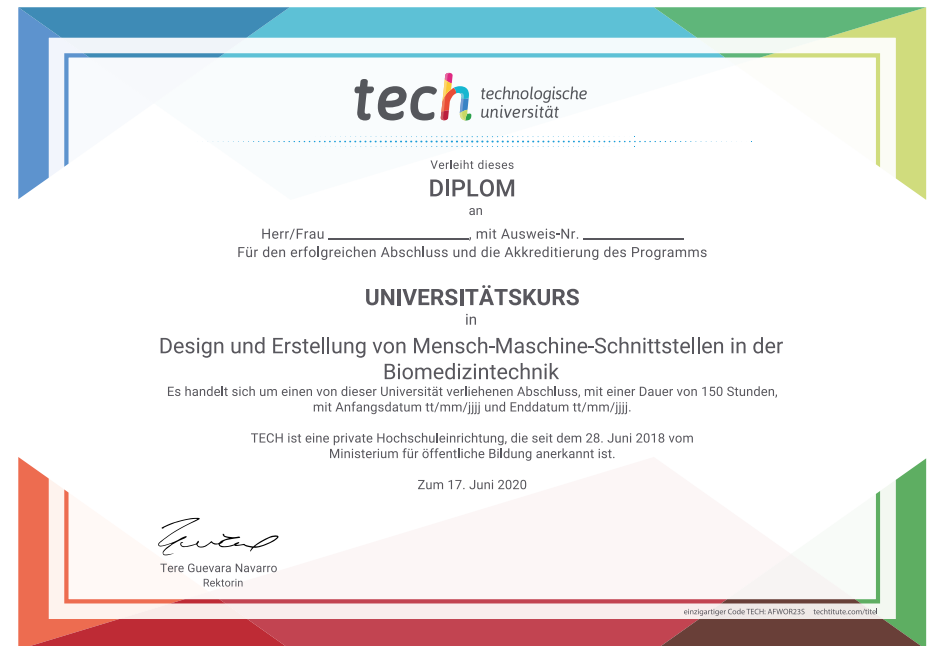 tech technologische
universität
Verleiht dieses
DIPLOM
an
Herr/Frau ____________________, mit Ausweis-Nr. ______________
Für den erfolgreichen Abschluss und die Akkreditierung des Programms
UNIVERSITÄTSKURS
in
Design und Erstellung von Mensch-Maschine-Schnittstellen in der
Biomedizintechnik
Es handelt sich um einen von dieser Universität verliehenen Abschluss, mit einer Dauer von 150 Stunden,
mit Anfangsdatum tt/mm/jjjj und Enddatum tt/mm/jjjj.
TECH ist eine private Hochschuleinrichtung, die seit dem 28. Juni 2018 vom
Ministerium für öffentliche Bildung anerkannt ist.
Zum 17. Juni 2020
Tere Guevara Navarro
Rektorin
einzigartiger Code TECH: AFWOR23S techtitute.com/titel